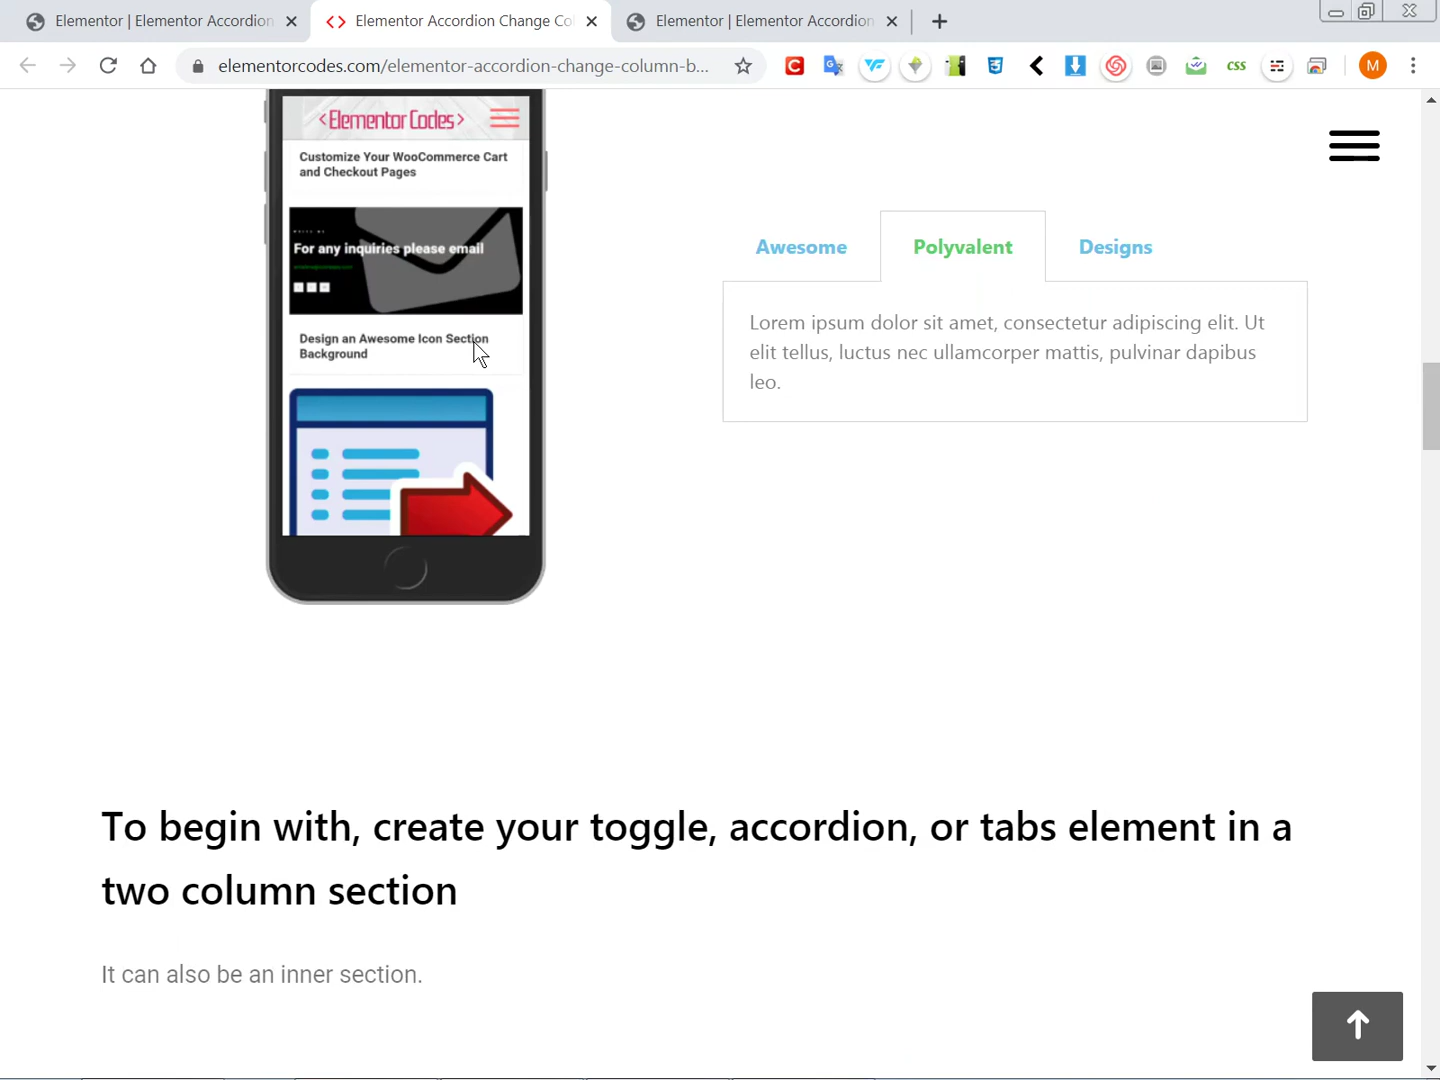 Elementor | Elementor Accordion
Elementor Accordion Change Co
Elementor | Elementor Accordion
elementorcodes.com/elementor-accordion-change-column-b...
css
M
<Elementor Codes>
Customize Your WooCommerce Cart
and Checkout Pages
For any inquiries please email
Design an Awesome Icon Section
Background
Awesome
Polyvalent
Designs
Lorem ipsum dolor sit amet, consectetur adipiscing elit. Ut
elit tellus, luctus nec ullamcorper mattis, pulvinar dapibus
leo.
To begin with, create your toggle, accordion, or tabs element in a
two column section
It can also be an inner section.